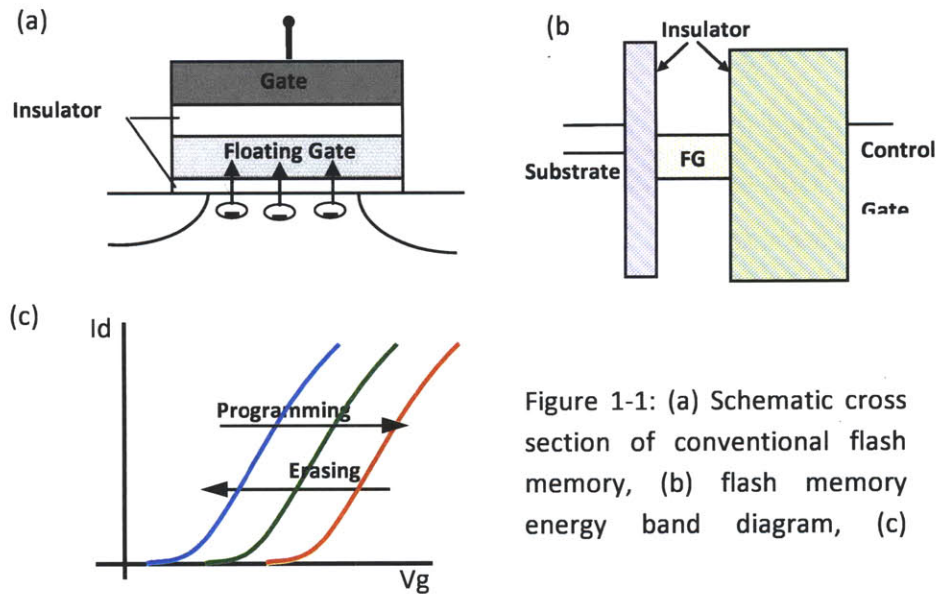 (a)
Gate
Insulator
Floating Gate
(b
Insulator
Substrate
FG
Control
Gate
(c)
Id
Programming
Erasing
Vg
Figure 1-1: (a) Schematic cross
section of conventional flash
memory, (b) flash memory
energy band diagram, (c)